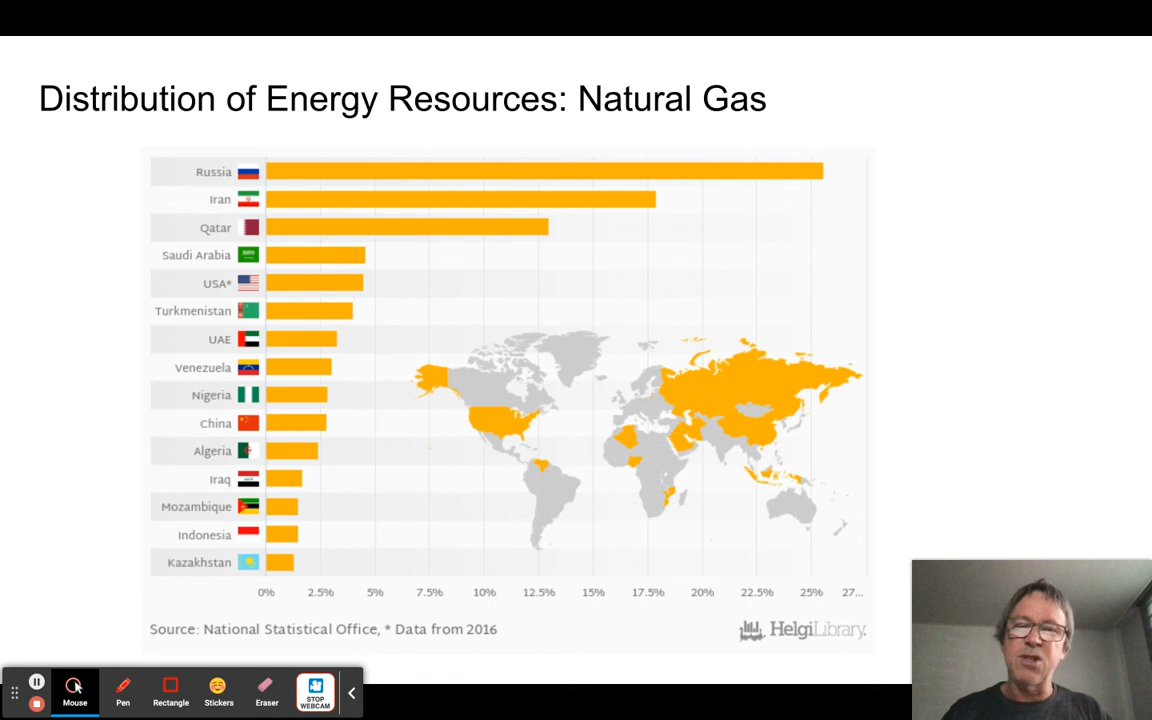 Distribution of Energy Resources: Natural Gas
Russia
Iran
Qatar
Saudi Arabia
USA*
Turkmenistan
UAE
Venezuela
Nigeria
China
Algeria
Iraq
Mozambique
Indonesia
Kazakhstan
0% 2.5% 5% 7.5% 10% 12.5% 15% 17.5% 20% 22.5% 25% 27...
Source: National Statistical Office, * Data from 2016
HelgiLibrary.
Mouse Pen Rectangle Stickers Eraser STOP WEBCAM